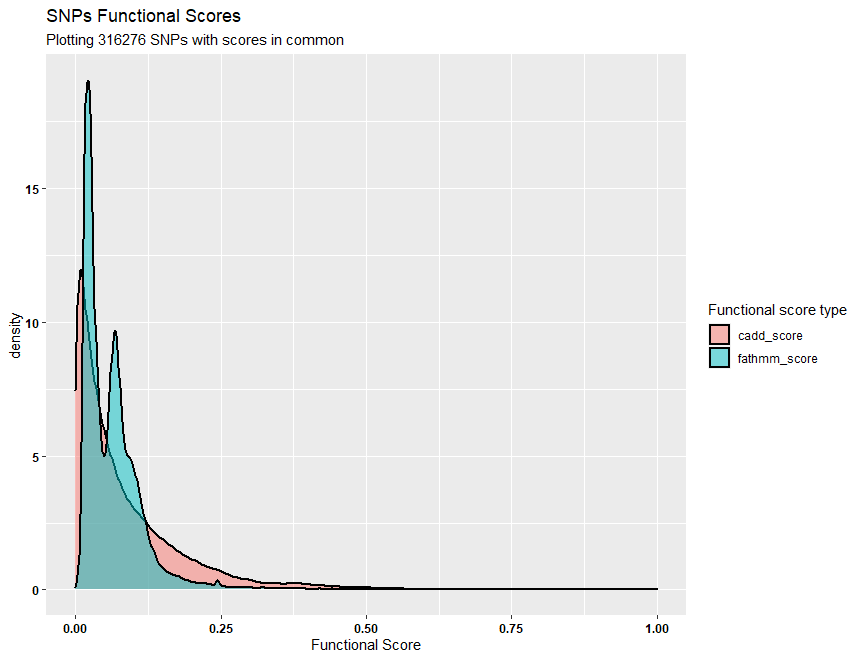 SNPs Functional Scores
Plotting 316276 SNPs with scores in common
density
15
10
5
0
0.00
0.25
0.50
0.75
1.00
Functional Score
Functional score type
cadd_score
fathmm_score